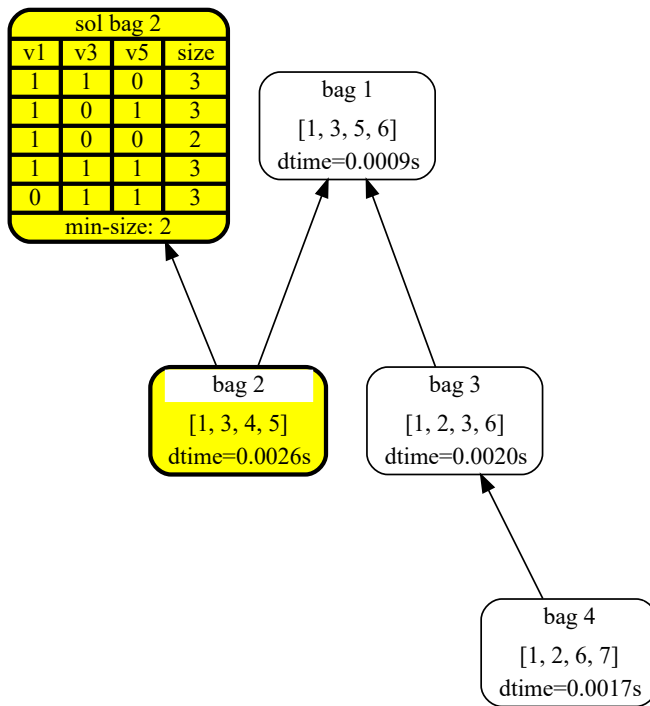 sol bag 2
v1 v3 v5 size
1 1 0 3
1 0 1 3
1 0 0 2
1 1 1 3
0 1 1 3
min-size: 2
bag 1
[1, 3, 5, 6]
dtime=0.0009s
bag 2
[1, 3, 4, 5]
dtime=0.0026s
bag 3
[1, 2, 3, 6]
dtime=0.0020s
bag 4
[1, 2, 6, 7]
dtime=0.0017s